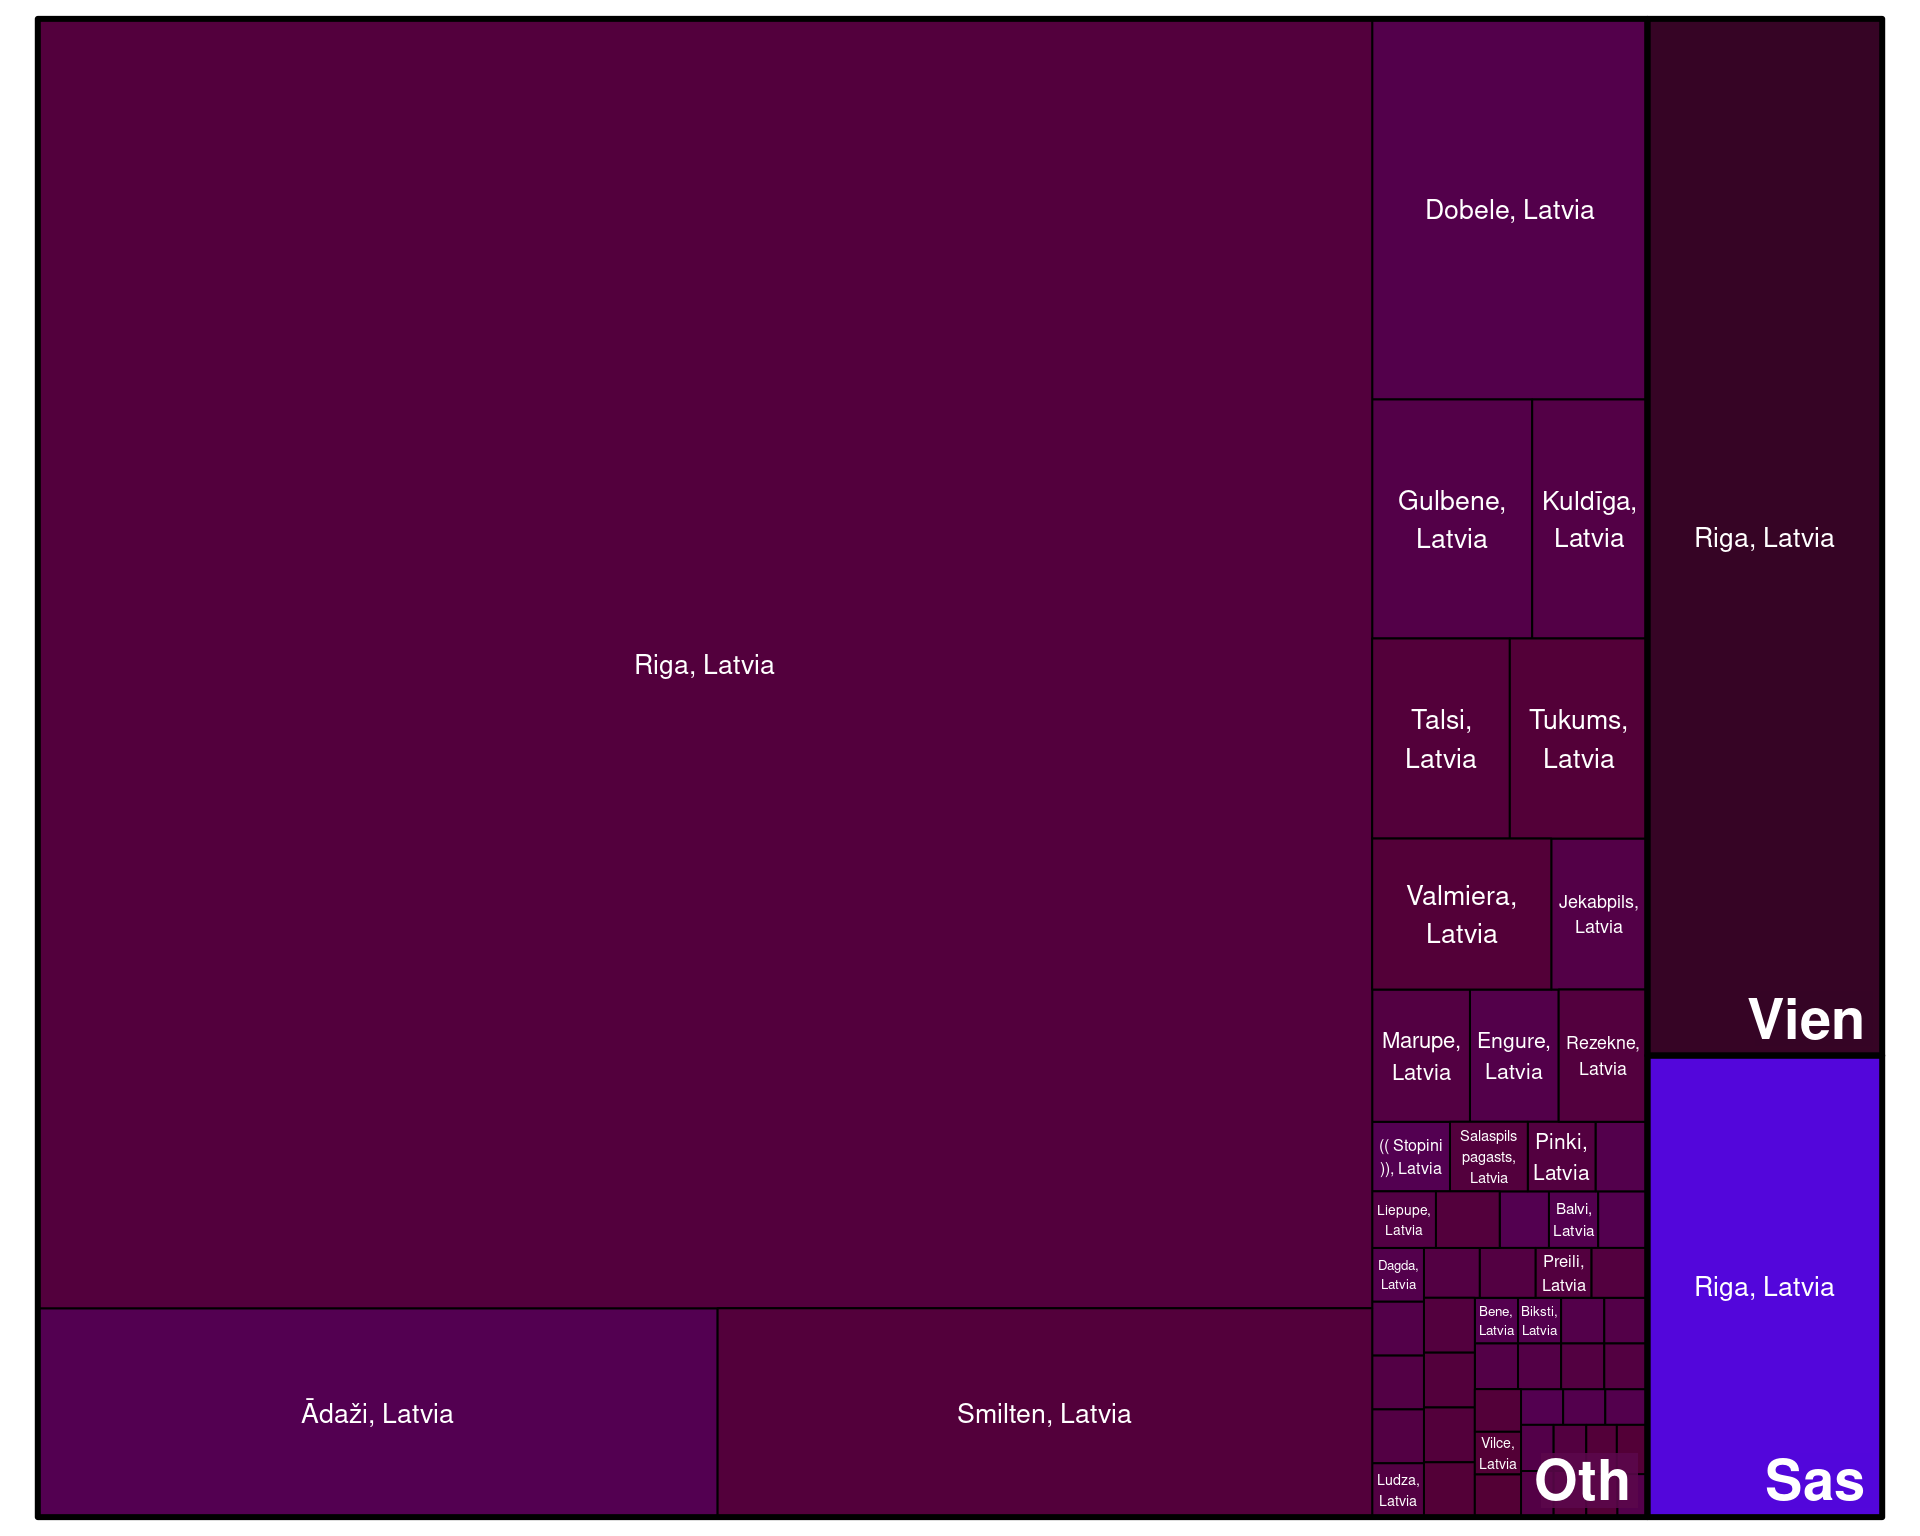 Riga, Latvia
Ādaži, Latvia
Smilten, Latvia
Dobele, Latvia
Gulbene,
Latvia
Kuldīga,
Latvia
Talsi,
Latvia
Tukums,
Latvia
Valmiera,
Latvia
Jekabpils,
Latvia
Marupe,
Latvia
Engure,
Latvia
Rezekne,
Latvia
(( Stopini
)), Latvia
Salaspils
pagasts,
Latvia
Pinki,
Latvia
Liepupe,
Latvia
Balvi,
Latvia
Dagda,
Latvia
Preili,
Latvia
Bene,
Latvia
Biksti,
Latvia
Vilce,
Latvia
Ludza,
Latvia
Oth
Riga, Latvia
Vien
Riga, Latvia
Sas